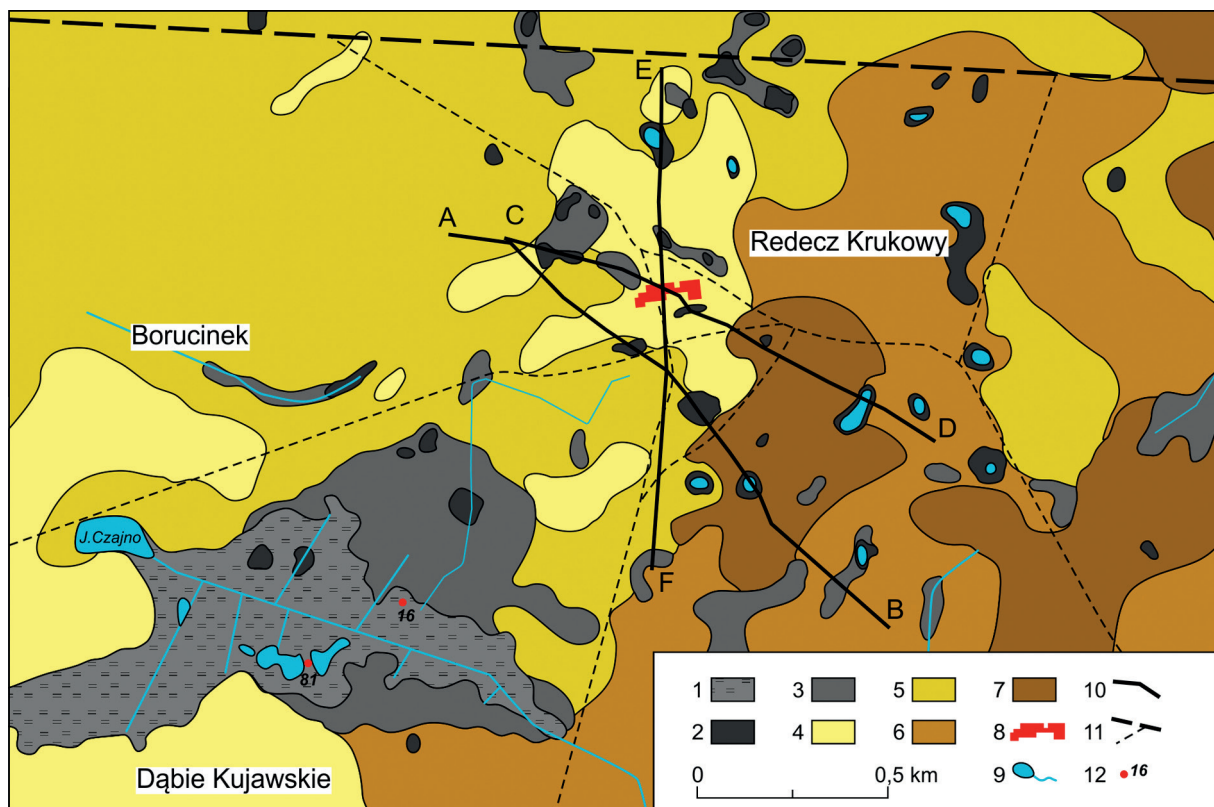 E
A
C
Redecz Krukowy
Borucinek
D
J.Czajno
F
16
B
81
Dąbie Kujawskie
1 3 5 7 10
2 4 6 8 11
0 0,5 km 9 12 16